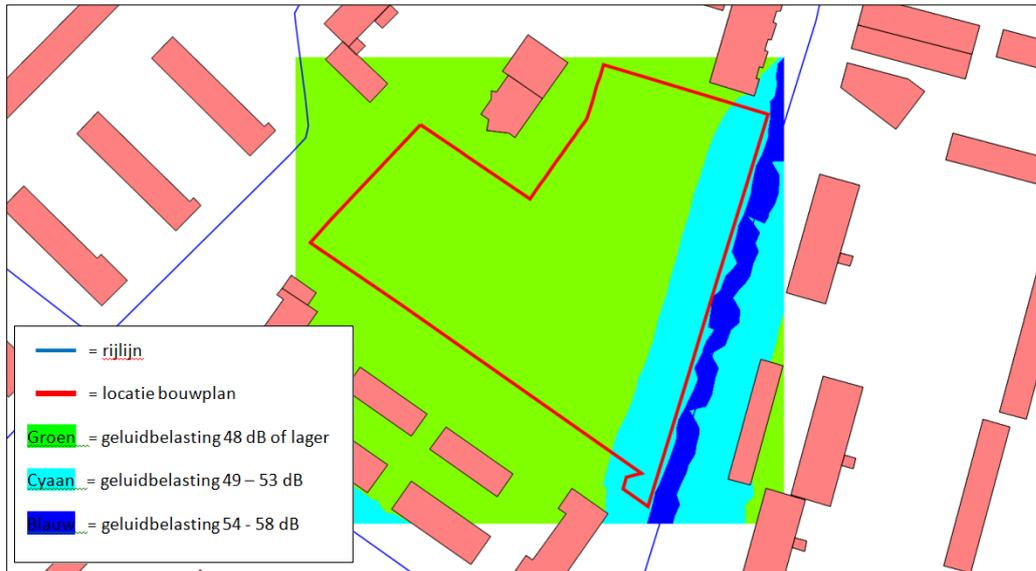 = rijlijn
= locatie bouwplan
Groen = geluidbelasting 48 dB of lager
Cyaan = geluidbelasting 49 – 53 dB
Blauw = geluidbelasting 54 - 58 dB